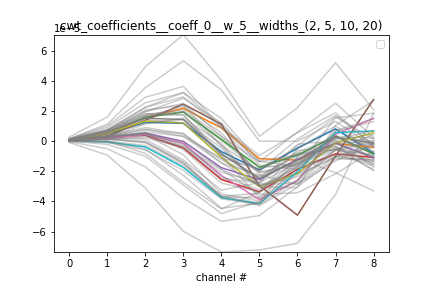 cwt_coefficients__coeff_0__w_5__widths_(2, 5, 10, 20)
1e−5
6
4
2
0
−2
−4
−6
0 1 2 3 4 5 6 7 8
channel #